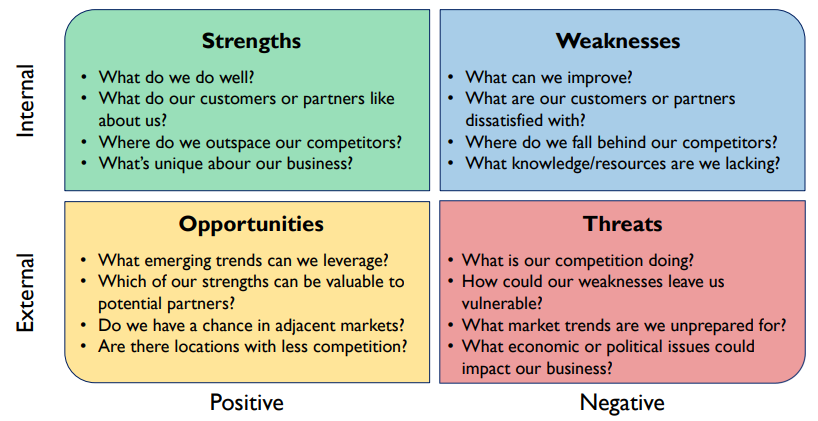 Internal
Strengths
• What do we do well?
• What do our customers or partners like
about us?
• Where do we outspace our competitors?
• What's unique abour our business?
Weaknesses
• What can we improve?
• What are our customers or partners
dissatisfied with?
• Where do we fall behind our competitors?
• What knowledge/resources are we lacking?
External
Opportunities
• What emerging trends can we leverage?
• Which of our strengths can be valuable to
potential partners?
• Do we have a chance in adjacent markets?
• Are there locations with less competition?
Threats
• What is our competition doing?
• How could our weaknesses leave us
vulnerable?
• What market trends are we unprepared for?
• What economic or political issues could
impact our business?
Positive
Negative